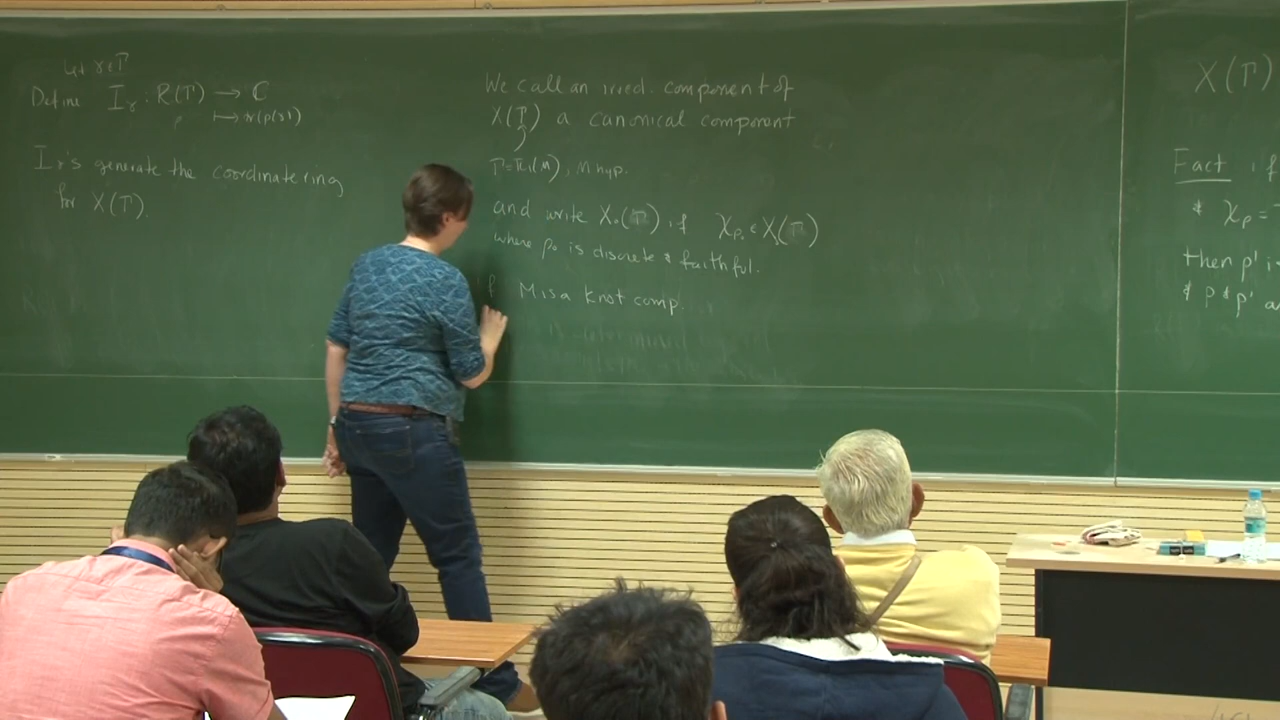 Let γ ∈ Γ
Define I_γ : R(Γ) → ℂ
ρ ↦ tr(ρ(γ))
I_γ's generate the coordinate ring
for X(Γ).
We call an irred. component of
X(Γ) a canonical component
Γ = π₁(M), M hyp.
and write X₀(Γ), if χ_ρ₀ ∈ X(Γ)
where ρ₀ is discrete & faithful.
If M is a knot comp.
X(Γ)
Fact if
& χ_ρ =
then ρ' i
& ρ & ρ' a